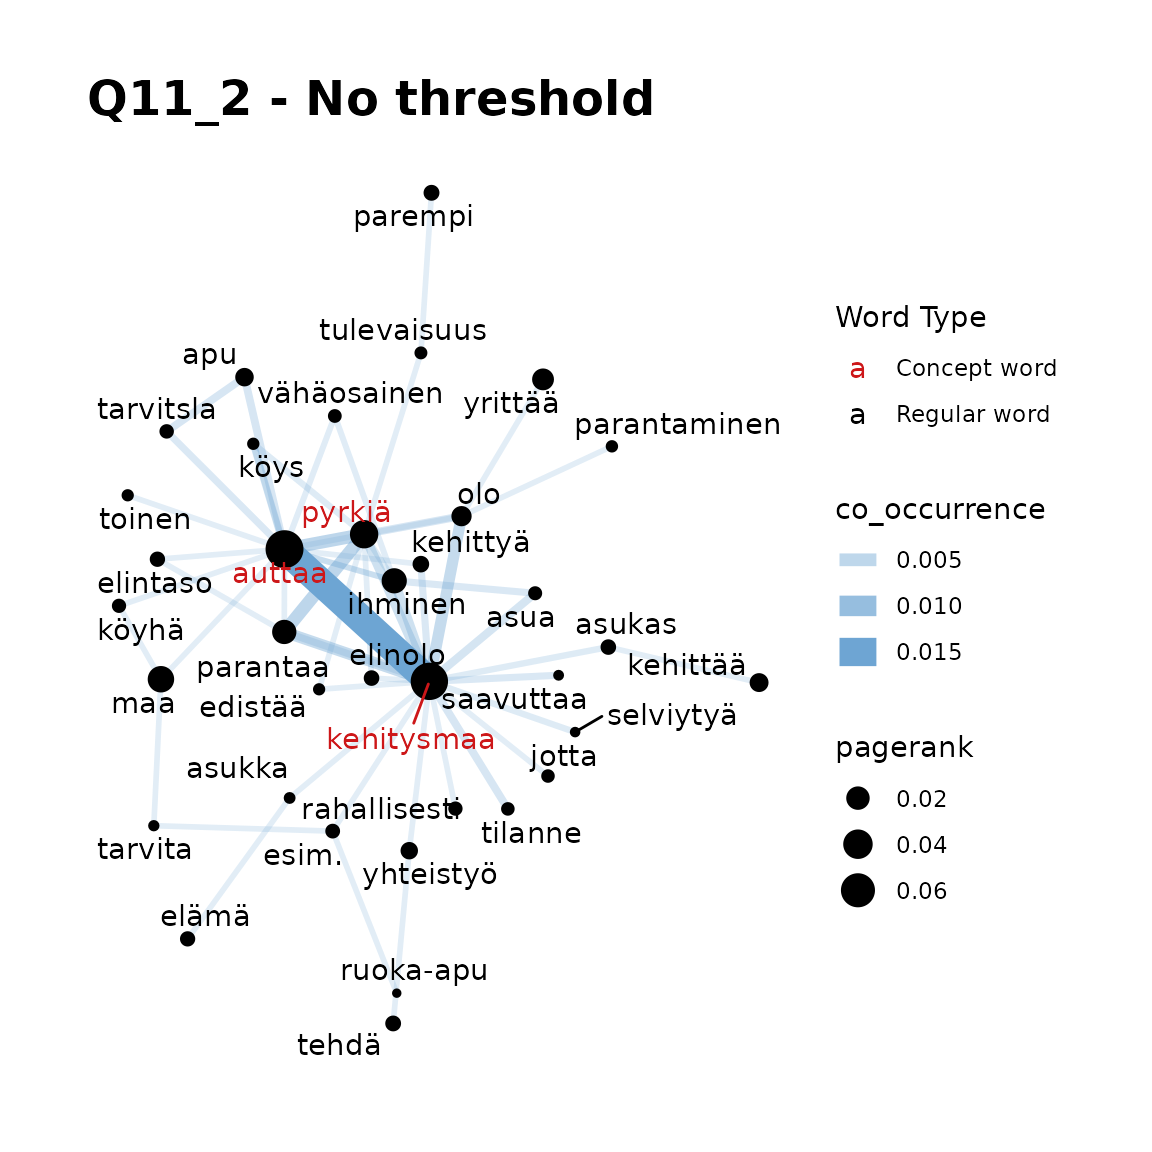 Q11_2 - No threshold
parempi
tulevaisuus
apu
vähäosainen
yrittää
tarvitsla
parantaminen
köys
olo
pyrkiä
toinen
kehittyä
auttaa
elintaso
ihminen
asua
köyhä
asukas
elinolo
parantaa
kehittää
maa
edistää
saavuttaa
selviytyä
kehitysmaa
jotta
asukka
rahallisesti
tilanne
tarvita
esim.
yhteistyö
elämä
ruoka-apu
tehdä
Word Type
a Concept word
a Regular word
co_occurrence
0.005
0.010
0.015
pagerank
0.02
0.04
0.06